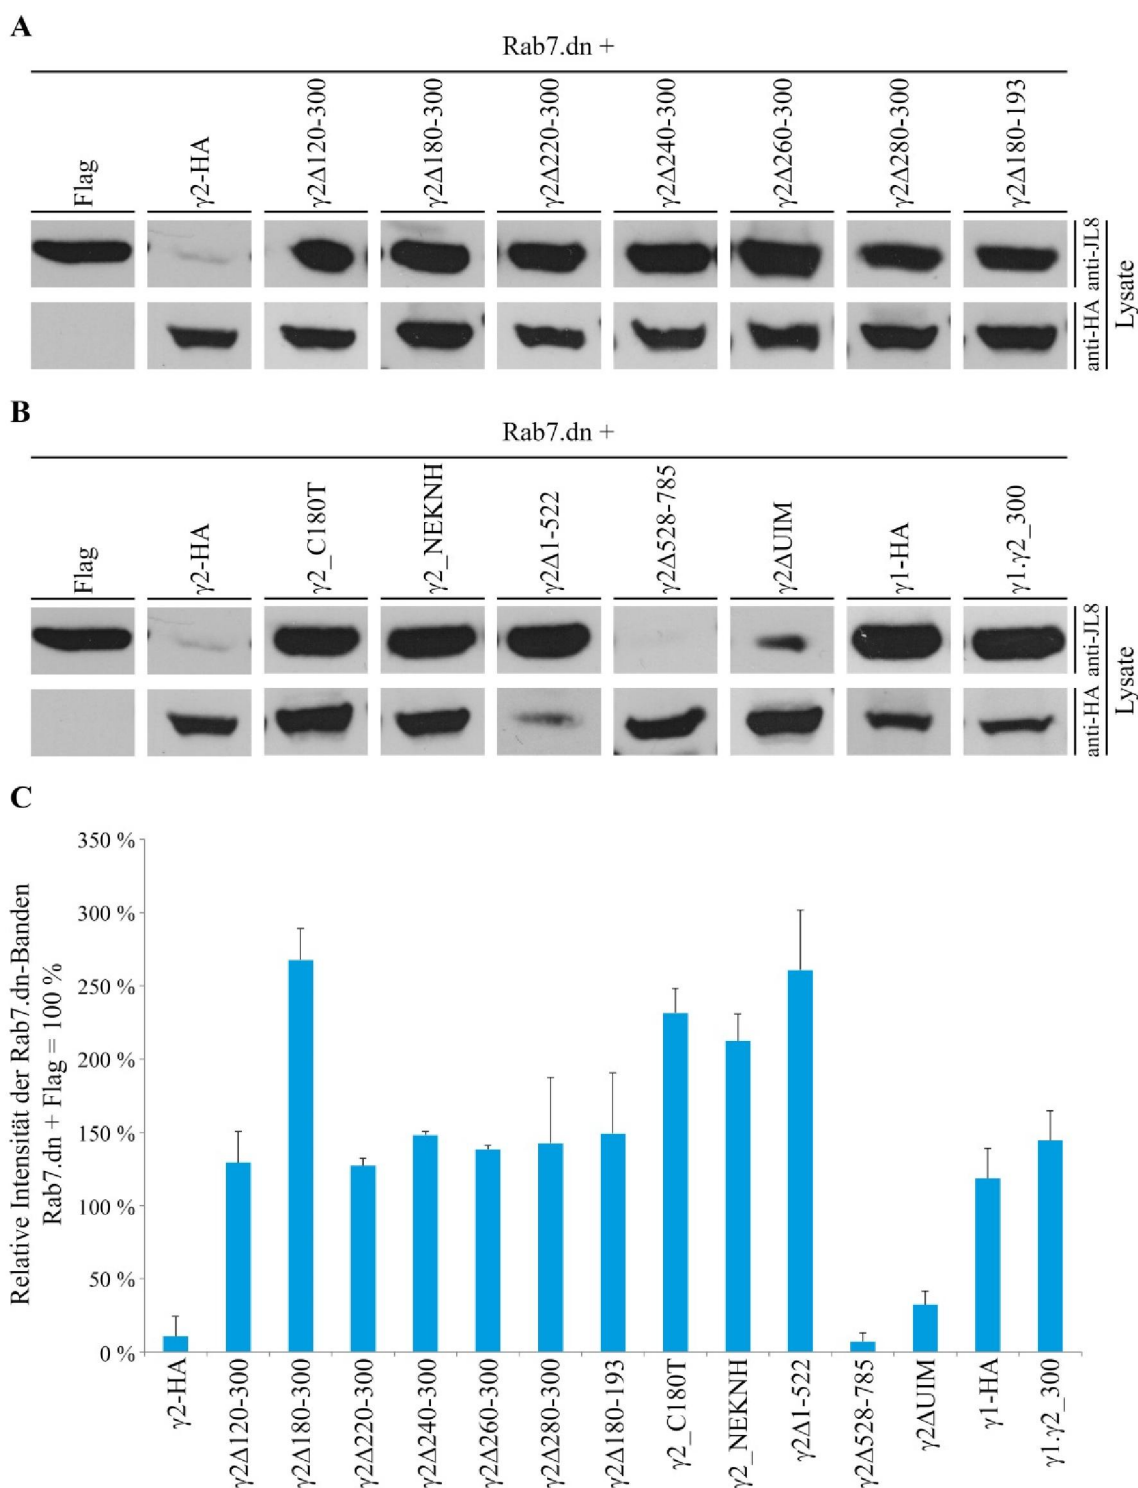 A
Rab7.dn +
Flag
γ2-HA
γ2Δ120-300
γ2Δ180-300
γ2Δ220-300
γ2Δ240-300
γ2Δ260-300
γ2Δ280-300
γ2Δ180-193
anti-JL8
anti-HA
Lysate
B
Rab7.dn +
Flag
γ2-HA
γ2_C180T
γ2_NEKNH
γ2Δ1-522
γ2Δ528-785
γ2ΔUIM
γ1-HA
γ1.γ2_300
anti-JL8
anti-HA
Lysate
C
Relative Intensität der Rab7.dn-Banden
Rab7.dn + Flag = 100 %
350 %
300 %
250 %
200 %
150 %
100 %
50 %
0 %
γ2-HA
γ2Δ120-300
γ2Δ180-300
γ2Δ220-300
γ2Δ240-300
γ2Δ260-300
γ2Δ280-300
γ2Δ180-193
γ2_C180T
γ2_NEKNH
γ2Δ1-522
γ2Δ528-785
γ2ΔUIM
γ1-HA
γ1.γ2_300